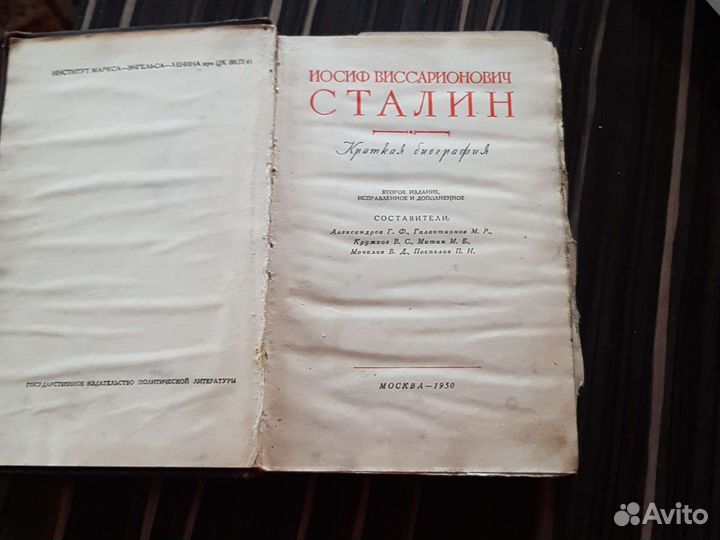 ИНСТИТУТ МАРКСА—ЭНГЕЛЬСА—ЛЕНИНА при ЦК ВКП(б)
ГОСУДАРСТВЕННОЕ ИЗДАТЕЛЬСТВО ПОЛИТИЧЕСКОЙ ЛИТЕРАТУРЫ
ИОСИФ ВИССАРИОНОВИЧ
СТАЛИН
Краткая биография
ВТОРОЕ ИЗДАНИЕ,
ИСПРАВЛЕННОЕ И ДОПОЛНЕННОЕ
СОСТАВИТЕЛИ:
Александров Г. Ф., Галактионов М. Р.,
Кружков В. С., Митин М. Б.,
Мочалов В. Д., Поспелов П. Н.
МОСКВА—1950
Avito